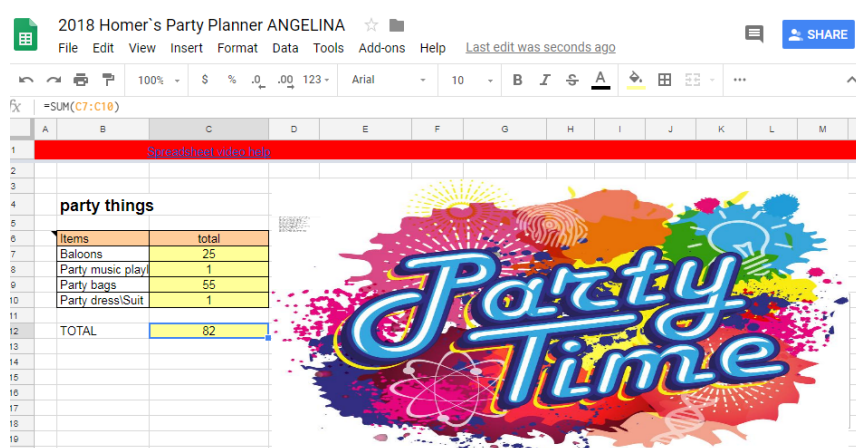 2018 Homer`s Party Planner ANGELINA
File Edit View Insert Format Data Tools Add-ons Help Last edit was seconds ago
SHARE
100% $ % .0 .00 123 Arial 10 B I S A
fx =SUM(C7:C10)
A B C D E F G H I J K L M
1 Spreadsheet video help
2
3
4 party things
5
6 Items total
7 Baloons 25
8 Party music playl 1
9 Party bags 55
10 Party dress\Suit 1
11
12 TOTAL 82
13
14
15
16
17
18
19
Party
Time